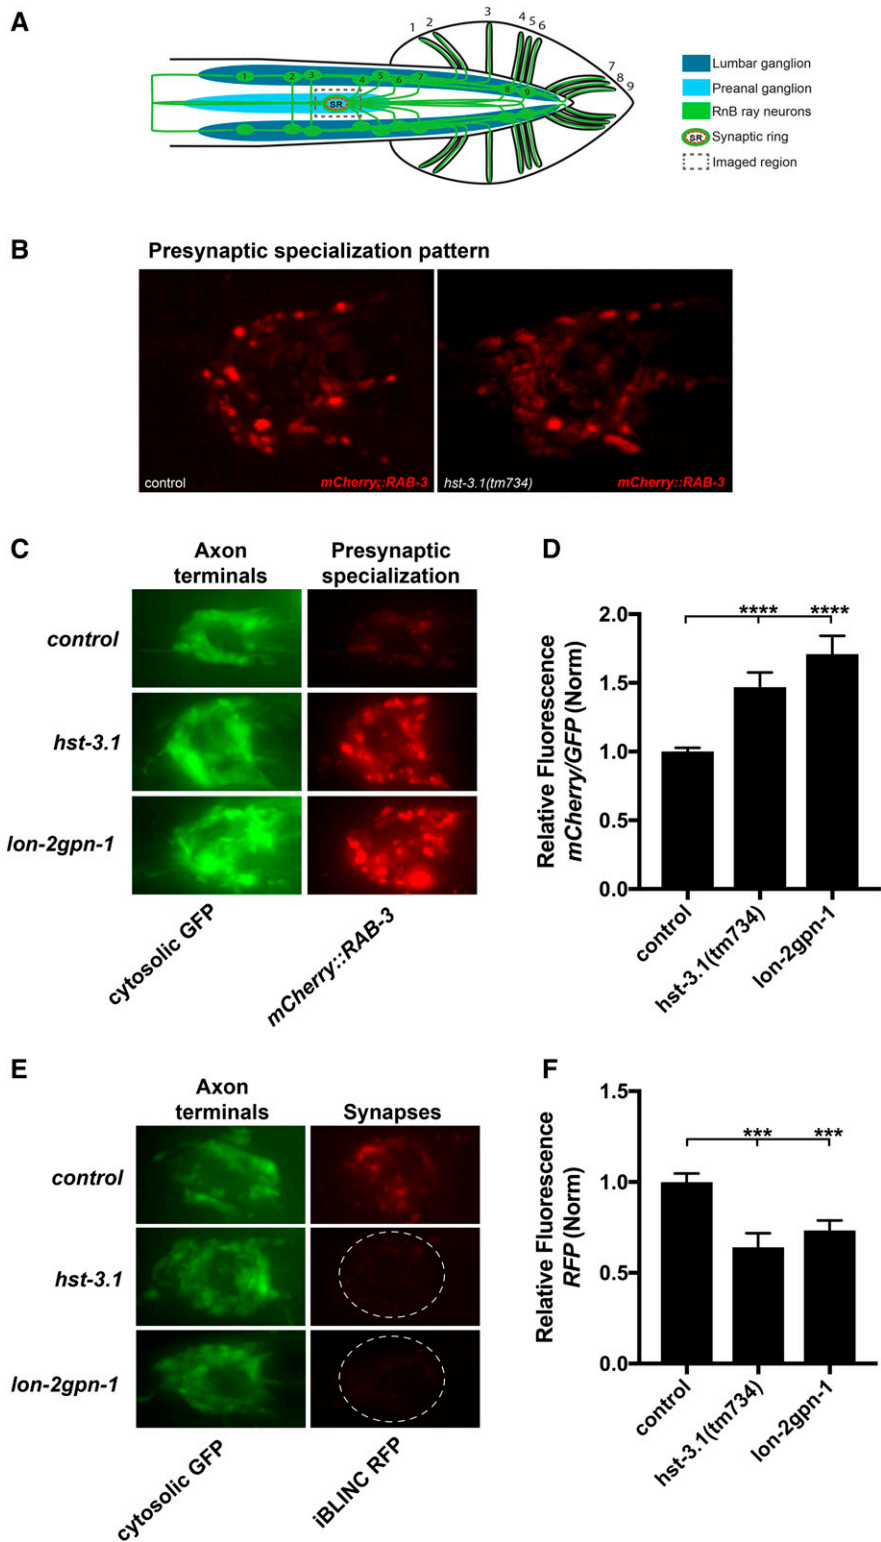 A
1 2 3 4 5 6
7
8
9
1 2 3 4 5 6 7 8 9
SR
Lumbar ganglion
Preanal ganglion
RnB ray neurons
SR Synaptic ring
Imaged region
B
Presynaptic specialization pattern
control mCherry::RAB-3
hst-3.1(tm734) mCherry::RAB-3
C
Axon
terminals
Presynaptic
specialization
control
hst-3.1
lon-2gpn-1
cytosolic GFP
mCherry::RAB-3
D
Relative Fluorescence
mCherry/GFP (Norm)
2.0
1.5
1.0
0.5
0.0
**** ****
control
hst-3.1(tm734)
lon-2gpn-1
E
Axon
terminals
Synapses
control
hst-3.1
lon-2gpn-1
cytosolic GFP
iBLINC RFP
F
Relative Fluorescence
RFP (Norm)
1.5
1.0
0.5
0.0
*** ***
control
hst-3.1(tm734)
lon-2gpn-1